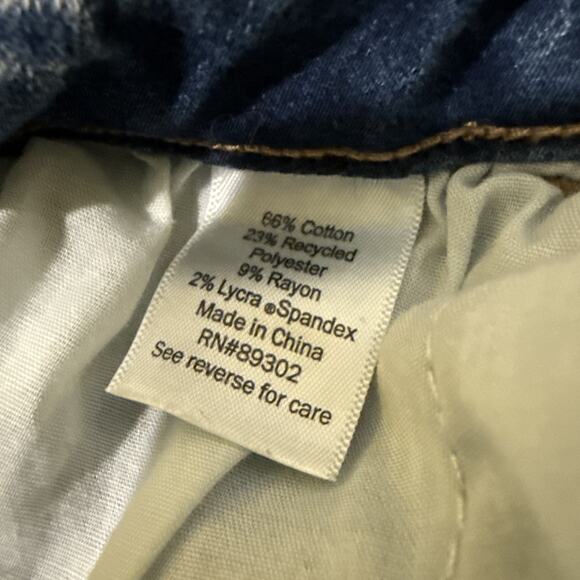 66% Cotton
23% Recycled
Polyester
9% Rayon
2% Lycra ®Spandex
Made in China
RN#89302
See reverse for care